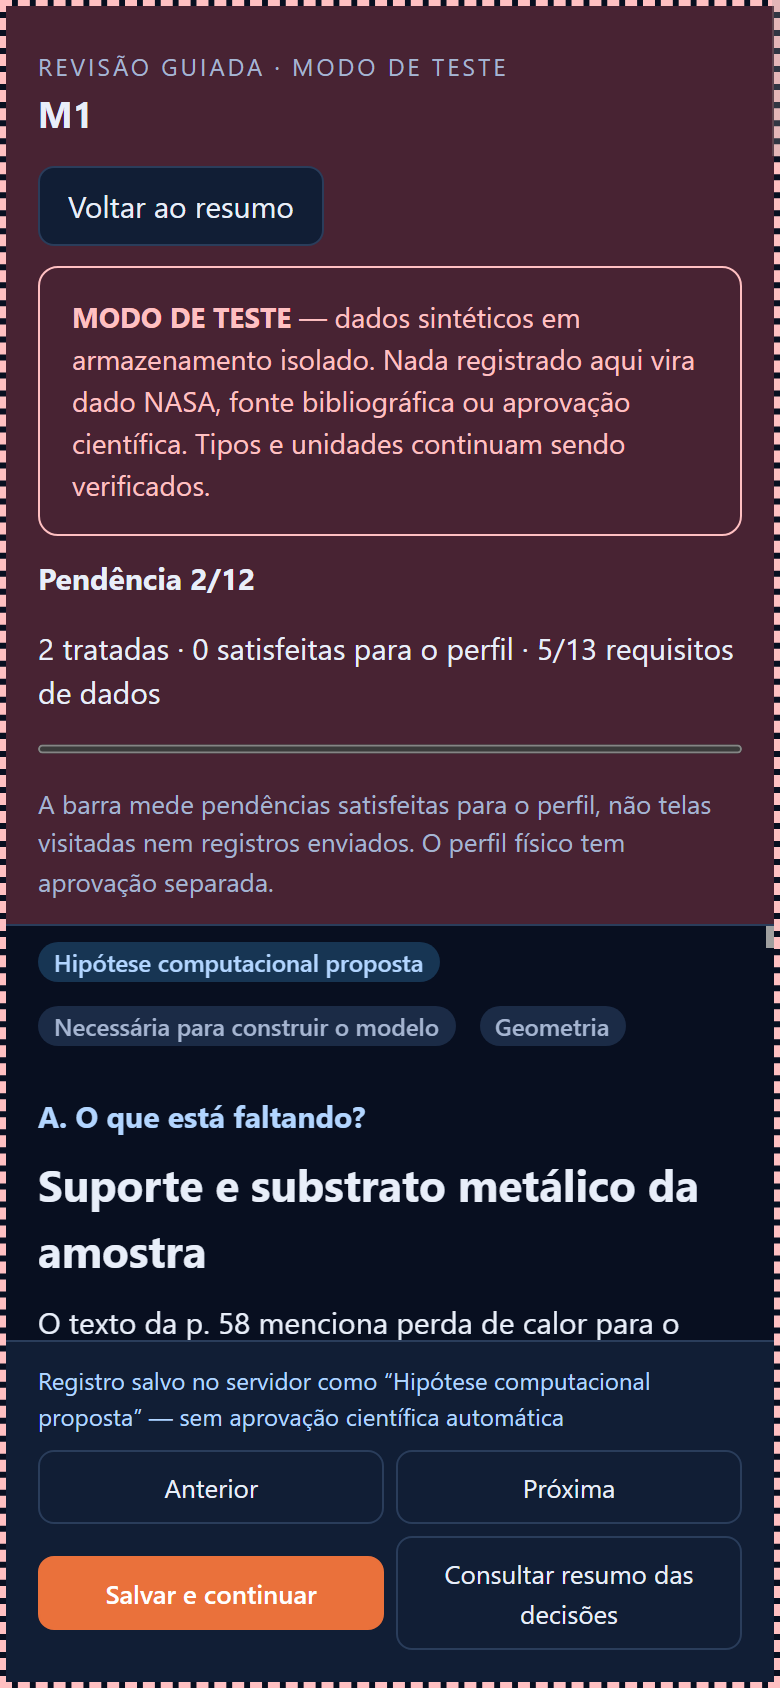 REVISÃO GUIADA · MODO DE TESTE
M1
Voltar ao resumo
MODO DE TESTE — dados sintéticos em
armazenamento isolado. Nada registrado aqui vira
dado NASA, fonte bibliográfica ou aprovação
científica. Tipos e unidades continuam sendo
verificados.
Pendência 2/12
2 tratadas · 0 satisfeitas para o perfil · 5/13 requisitos
de dados
A barra mede pendências satisfeitas para o perfil, não telas
visitadas nem registros enviados. O perfil físico tem
aprovação separada.
Hipótese computacional proposta
Necessária para construir o modelo Geometria
A. O que está faltando?
Suporte e substrato metálico da
amostra
O texto da p. 58 menciona perda de calor para o
Registro salvo no servidor como “Hipótese computacional
proposta” — sem aprovação científica automática
Anterior Próxima
Salvar e continuar
Consultar resumo das
decisões